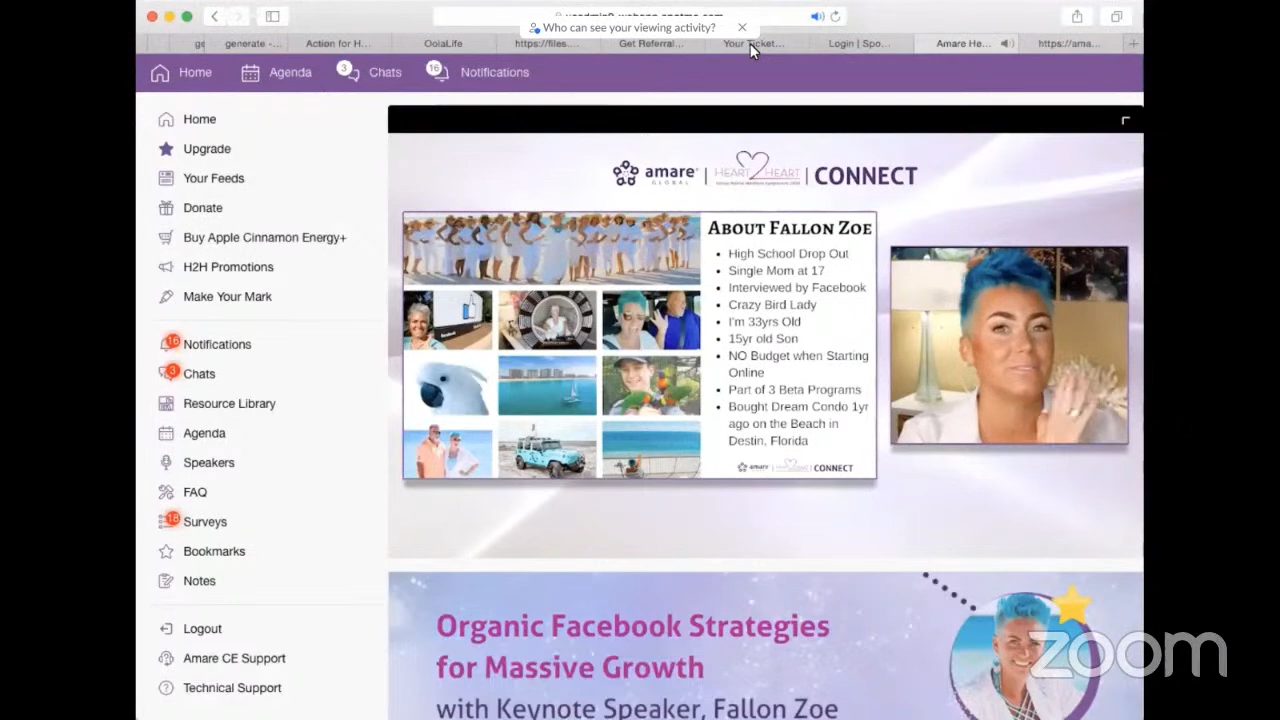 Who can see your viewing activity?
ge
generate -...
Action for H...
OolaLife
https://files....
Get Referral...
Your Ticket...
Login | Spo...
Amare He...
https://ama...
Home
Agenda
3
Chats
16
Notifications
Home
Upgrade
Your Feeds
Donate
Buy Apple Cinnamon Energy+
H2H Promotions
Make Your Mark
16
Notifications
3
Chats
Resource Library
Agenda
Speakers
FAQ
18
Surveys
Bookmarks
Notes
Logout
Amare CE Support
Technical Support
amare
GLOBAL
HEART2HEART
CONNECT
ABOUT FALLON ZOE
• High School Drop Out
• Single Mom at 17
• Interviewed by Facebook
• Crazy Bird Lady
• I'm 33yrs Old
• 15yr old Son
• NO Budget when Starting
Online
• Part of 3 Beta Programs
• Bought Dream Condo 1yr
ago on the Beach in
Destin, Florida
amare
CONNECT
Organic Facebook Strategies
for Massive Growth
with Keynote Speaker, Fallon Zoe
zoom